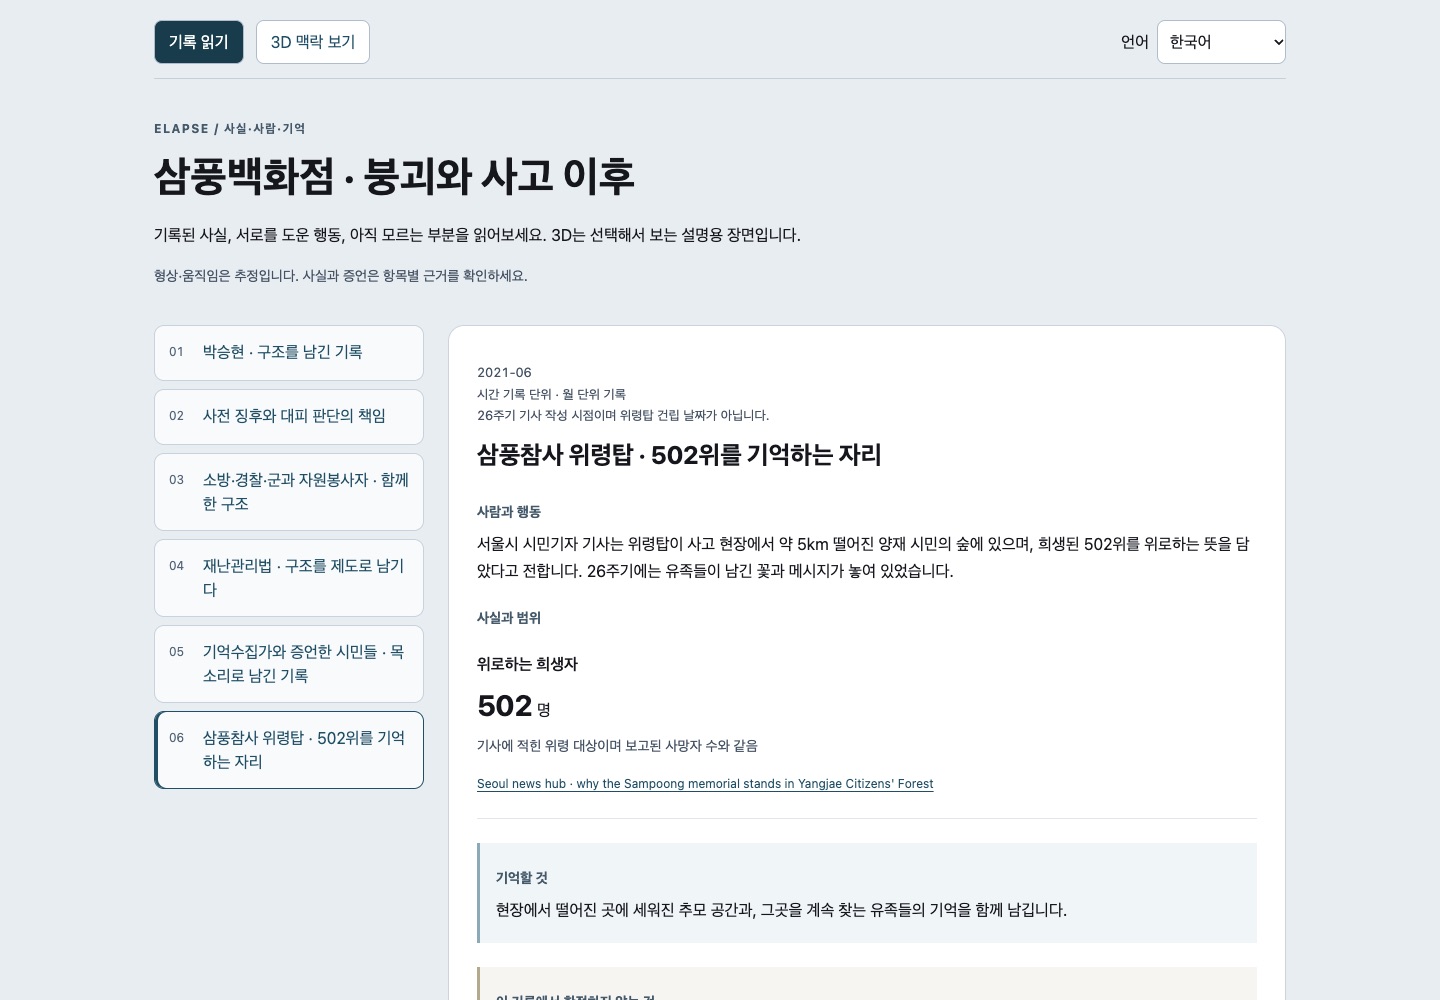 기록 읽기
3D 맥락 보기
언어
한국어
ELAPSE / 사실·사람·기억
삼풍백화점 · 붕괴와 사고 이후
기록된 사실, 서로를 도운 행동, 아직 모르는 부분을 읽어보세요. 3D는 선택해서 보는 설명용 장면입니다.
형상·움직임은 추정입니다. 사실과 증언은 항목별 근거를 확인하세요.
01 박승현 · 구조를 남긴 기록
02 사전 징후와 대피 판단의 책임
03 소방·경찰·군과 자원봉사자 · 함께
한 구조
04 재난관리법 · 구조를 제도로 남기
다
05 기억수집가와 증언한 시민들 · 목
소리로 남긴 기록
06 삼풍참사 위령탑 · 502위를 기억
하는 자리
2021-06
시간 기록 단위 · 월 단위 기록
26주기 기사 작성 시점이며 위령탑 건립 날짜가 아닙니다.
삼풍참사 위령탑 · 502위를 기억하는 자리
사람과 행동
서울시 시민기자 기사는 위령탑이 사고 현장에서 약 5km 떨어진 양재 시민의 숲에 있으며, 희생된 502위를 위로하는 뜻을 담
았다고 전합니다. 26주기에는 유족들이 남긴 꽃과 메시지가 놓여 있었습니다.
사실과 범위
위로하는 희생자
502 명
기사에 적힌 위령 대상이며 보고된 사망자 수와 같음
Seoul news hub · why the Sampoong memorial stands in Yangjae Citizens' Forest
기억할 것
현장에서 떨어진 곳에 세워진 추모 공간과, 그곳을 계속 찾는 유족들의 기억을 함께 남깁니다.